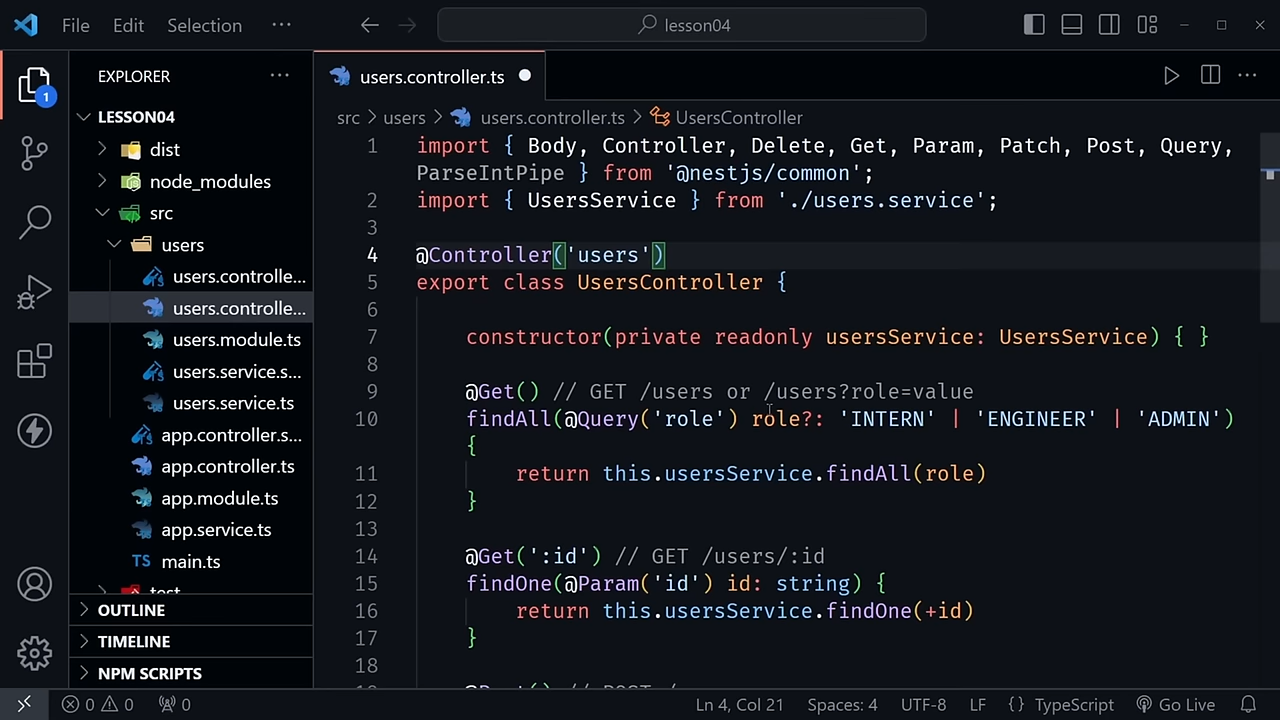 File Edit Selection ··· lesson04
EXPLORER ···
users.controller.ts
1
LESSON04
dist
node_modules
src
users
users.controlle...
users.controlle...
users.module.ts
users.service.s...
users.service.ts
app.controller.s...
app.controller.ts
app.module.ts
app.service.ts
TS main.ts
test
OUTLINE
TIMELINE
NPM SCRIPTS
src > users > users.controller.ts > UsersController
1 import { Body, Controller, Delete, Get, Param, Patch, Post, Query,
ParseIntPipe } from '@nestjs/common';
2 import { UsersService } from './users.service';
3
4 @Controller('users')
5 export class UsersController {
6
7 constructor(private readonly usersService: UsersService) { }
8
9 @Get() // GET /users or /users?role=value
10 findAll(@Query('role') role?: 'INTERN' | 'ENGINEER' | 'ADMIN')
{
11 return this.usersService.findAll(role)
12 }
13
14 @Get(':id') // GET /users/:id
15 findOne(@Param('id') id: string) {
16 return this.usersService.findOne(+id)
17 }
18
0 0 0 Ln 4, Col 21 Spaces: 4 UTF-8 LF {} TypeScript Go Live